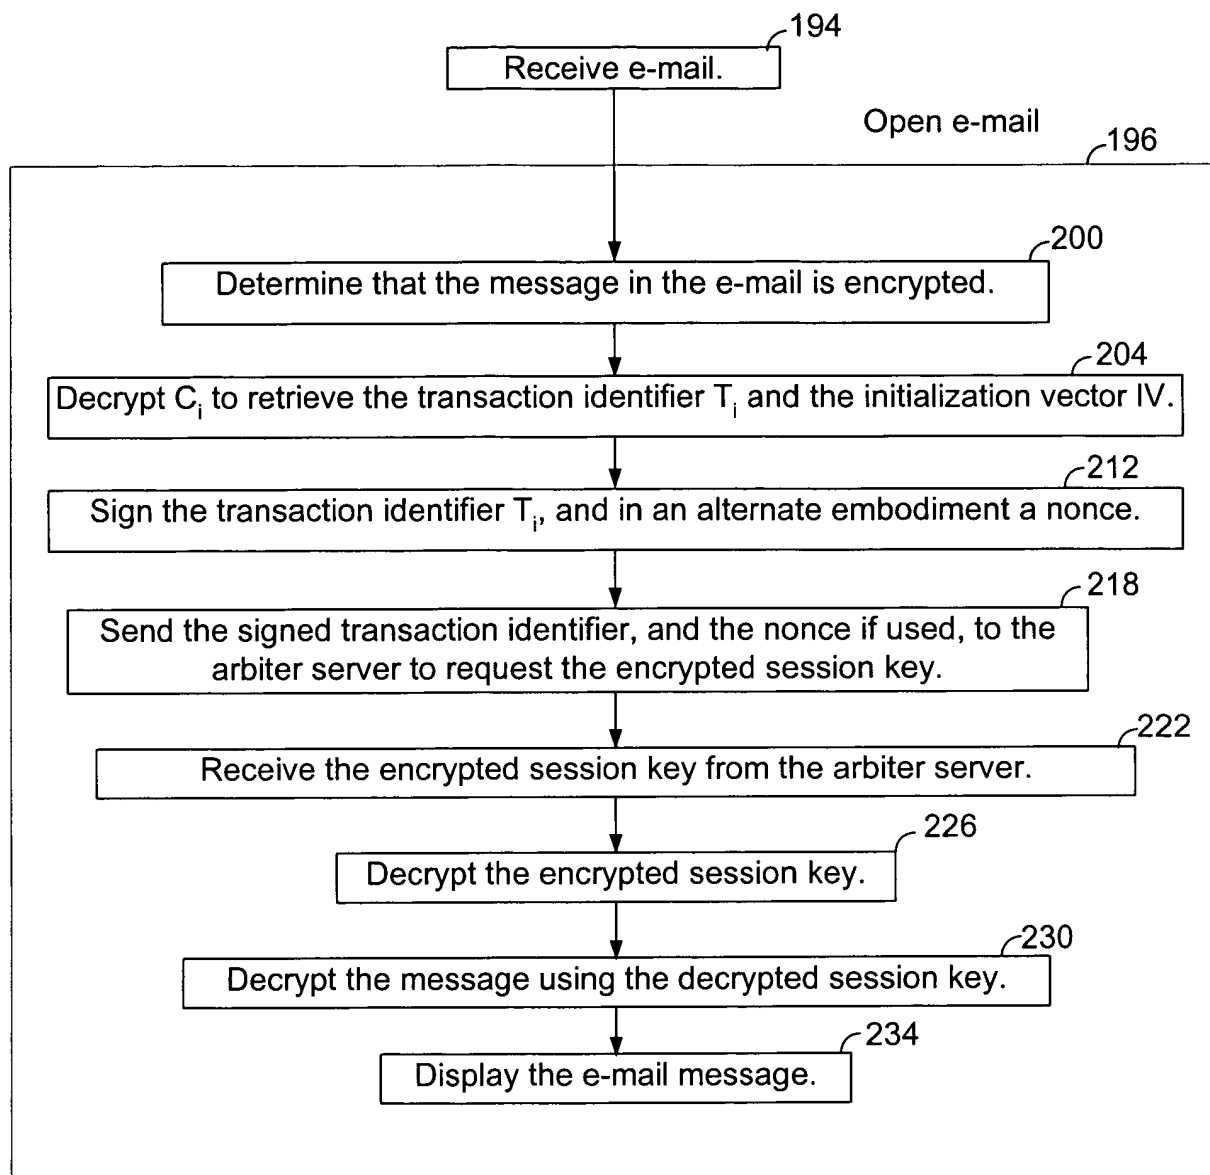 194
Receive e-mail.
Open e-mail
196
200
Determine that the message in the e-mail is encrypted.
204
Decrypt Cᵢ to retrieve the transaction identifier Tᵢ and the initialization vector IV.
212
Sign the transaction identifier Tᵢ, and in an alternate embodiment a nonce.
218
Send the signed transaction identifier, and the nonce if used, to the
arbiter server to request the encrypted session key.
222
Receive the encrypted session key from the arbiter server.
226
Decrypt the encrypted session key.
230
Decrypt the message using the decrypted session key.
234
Display the e-mail message.